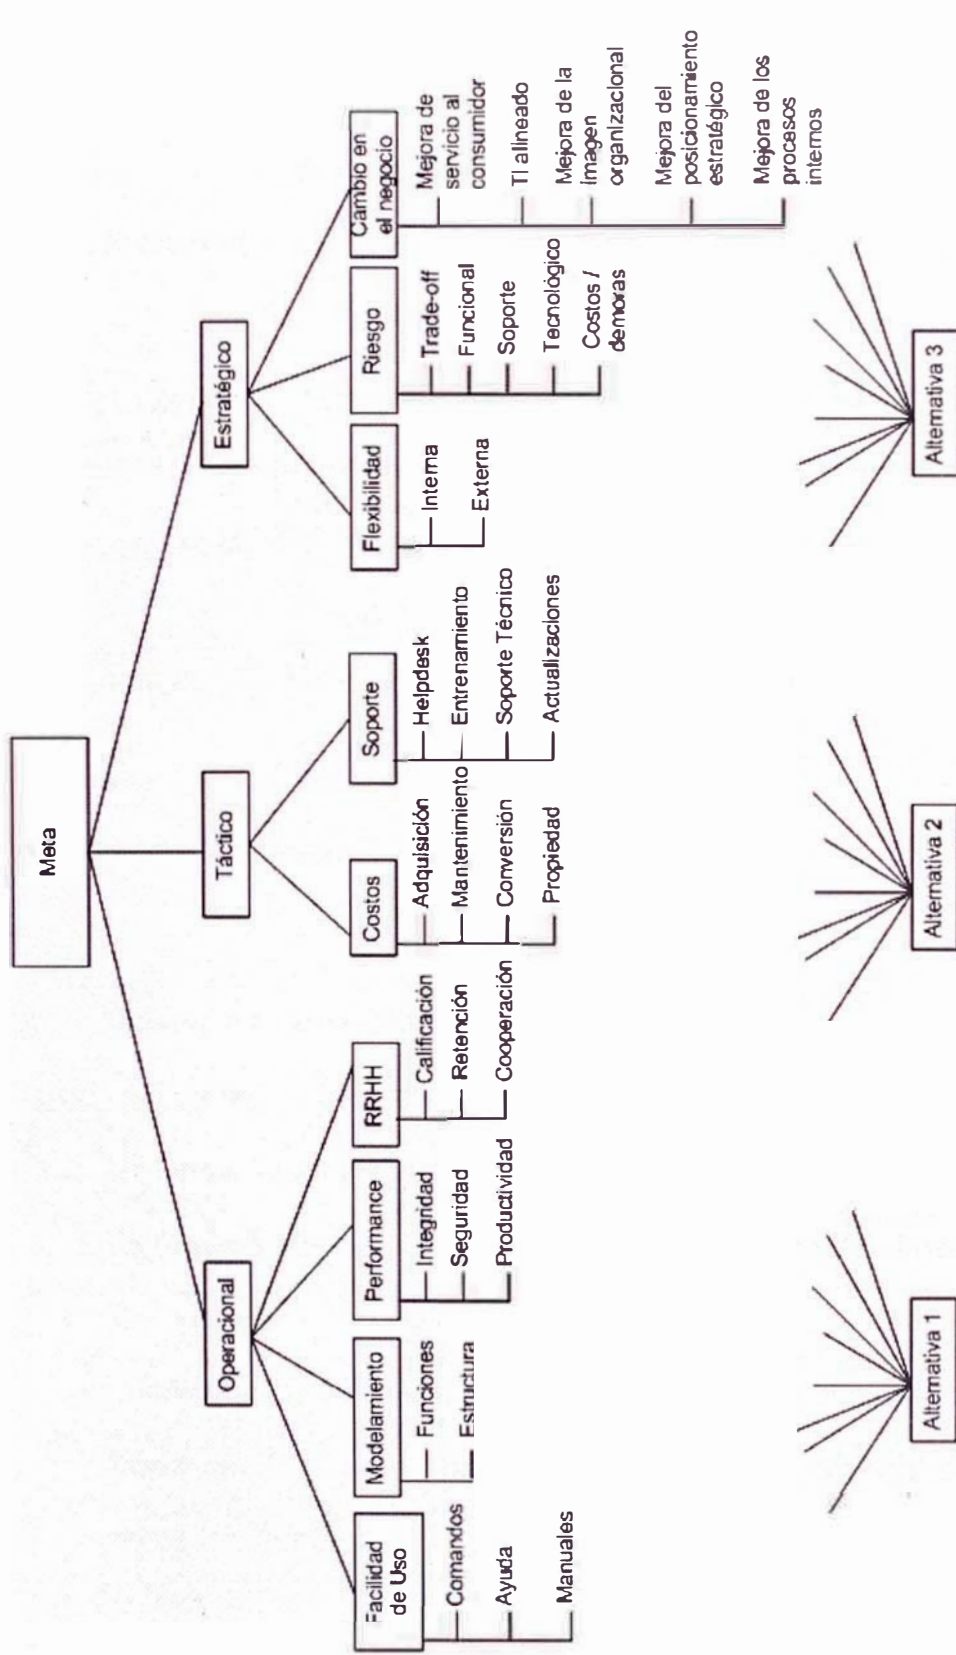 Meta
Operacional
Táctico
Estratégico
Facilidad
de Uso
Comandos
Ayuda
Manuales
Modelamiento
Funciones
Estructura
Performance
Integridad
Seguridad
Productividad
RRHH
Calificación
Retención
Cooperación
Costos
Adquisición
Mantenimiento
Conversión
Propiedad
Soporte
Helpdesk
Entrenamiento
Soporte Técnico
Actualizaciones
Flexibilidad
Interna
Externa
Riesgo
Trade-off
Funcional
Soporte
Tecnológico
Costos /
demoras
Cambio en
el negocio
Mejora de
servicio al
consumidor
TI alineado
Mejora de la
imagen
organizacional
Mejora del
posicionamiento
estratégico
Mejora de los
procasos
internos
Alternativa 1
Alternativa 2
Alternativa 3